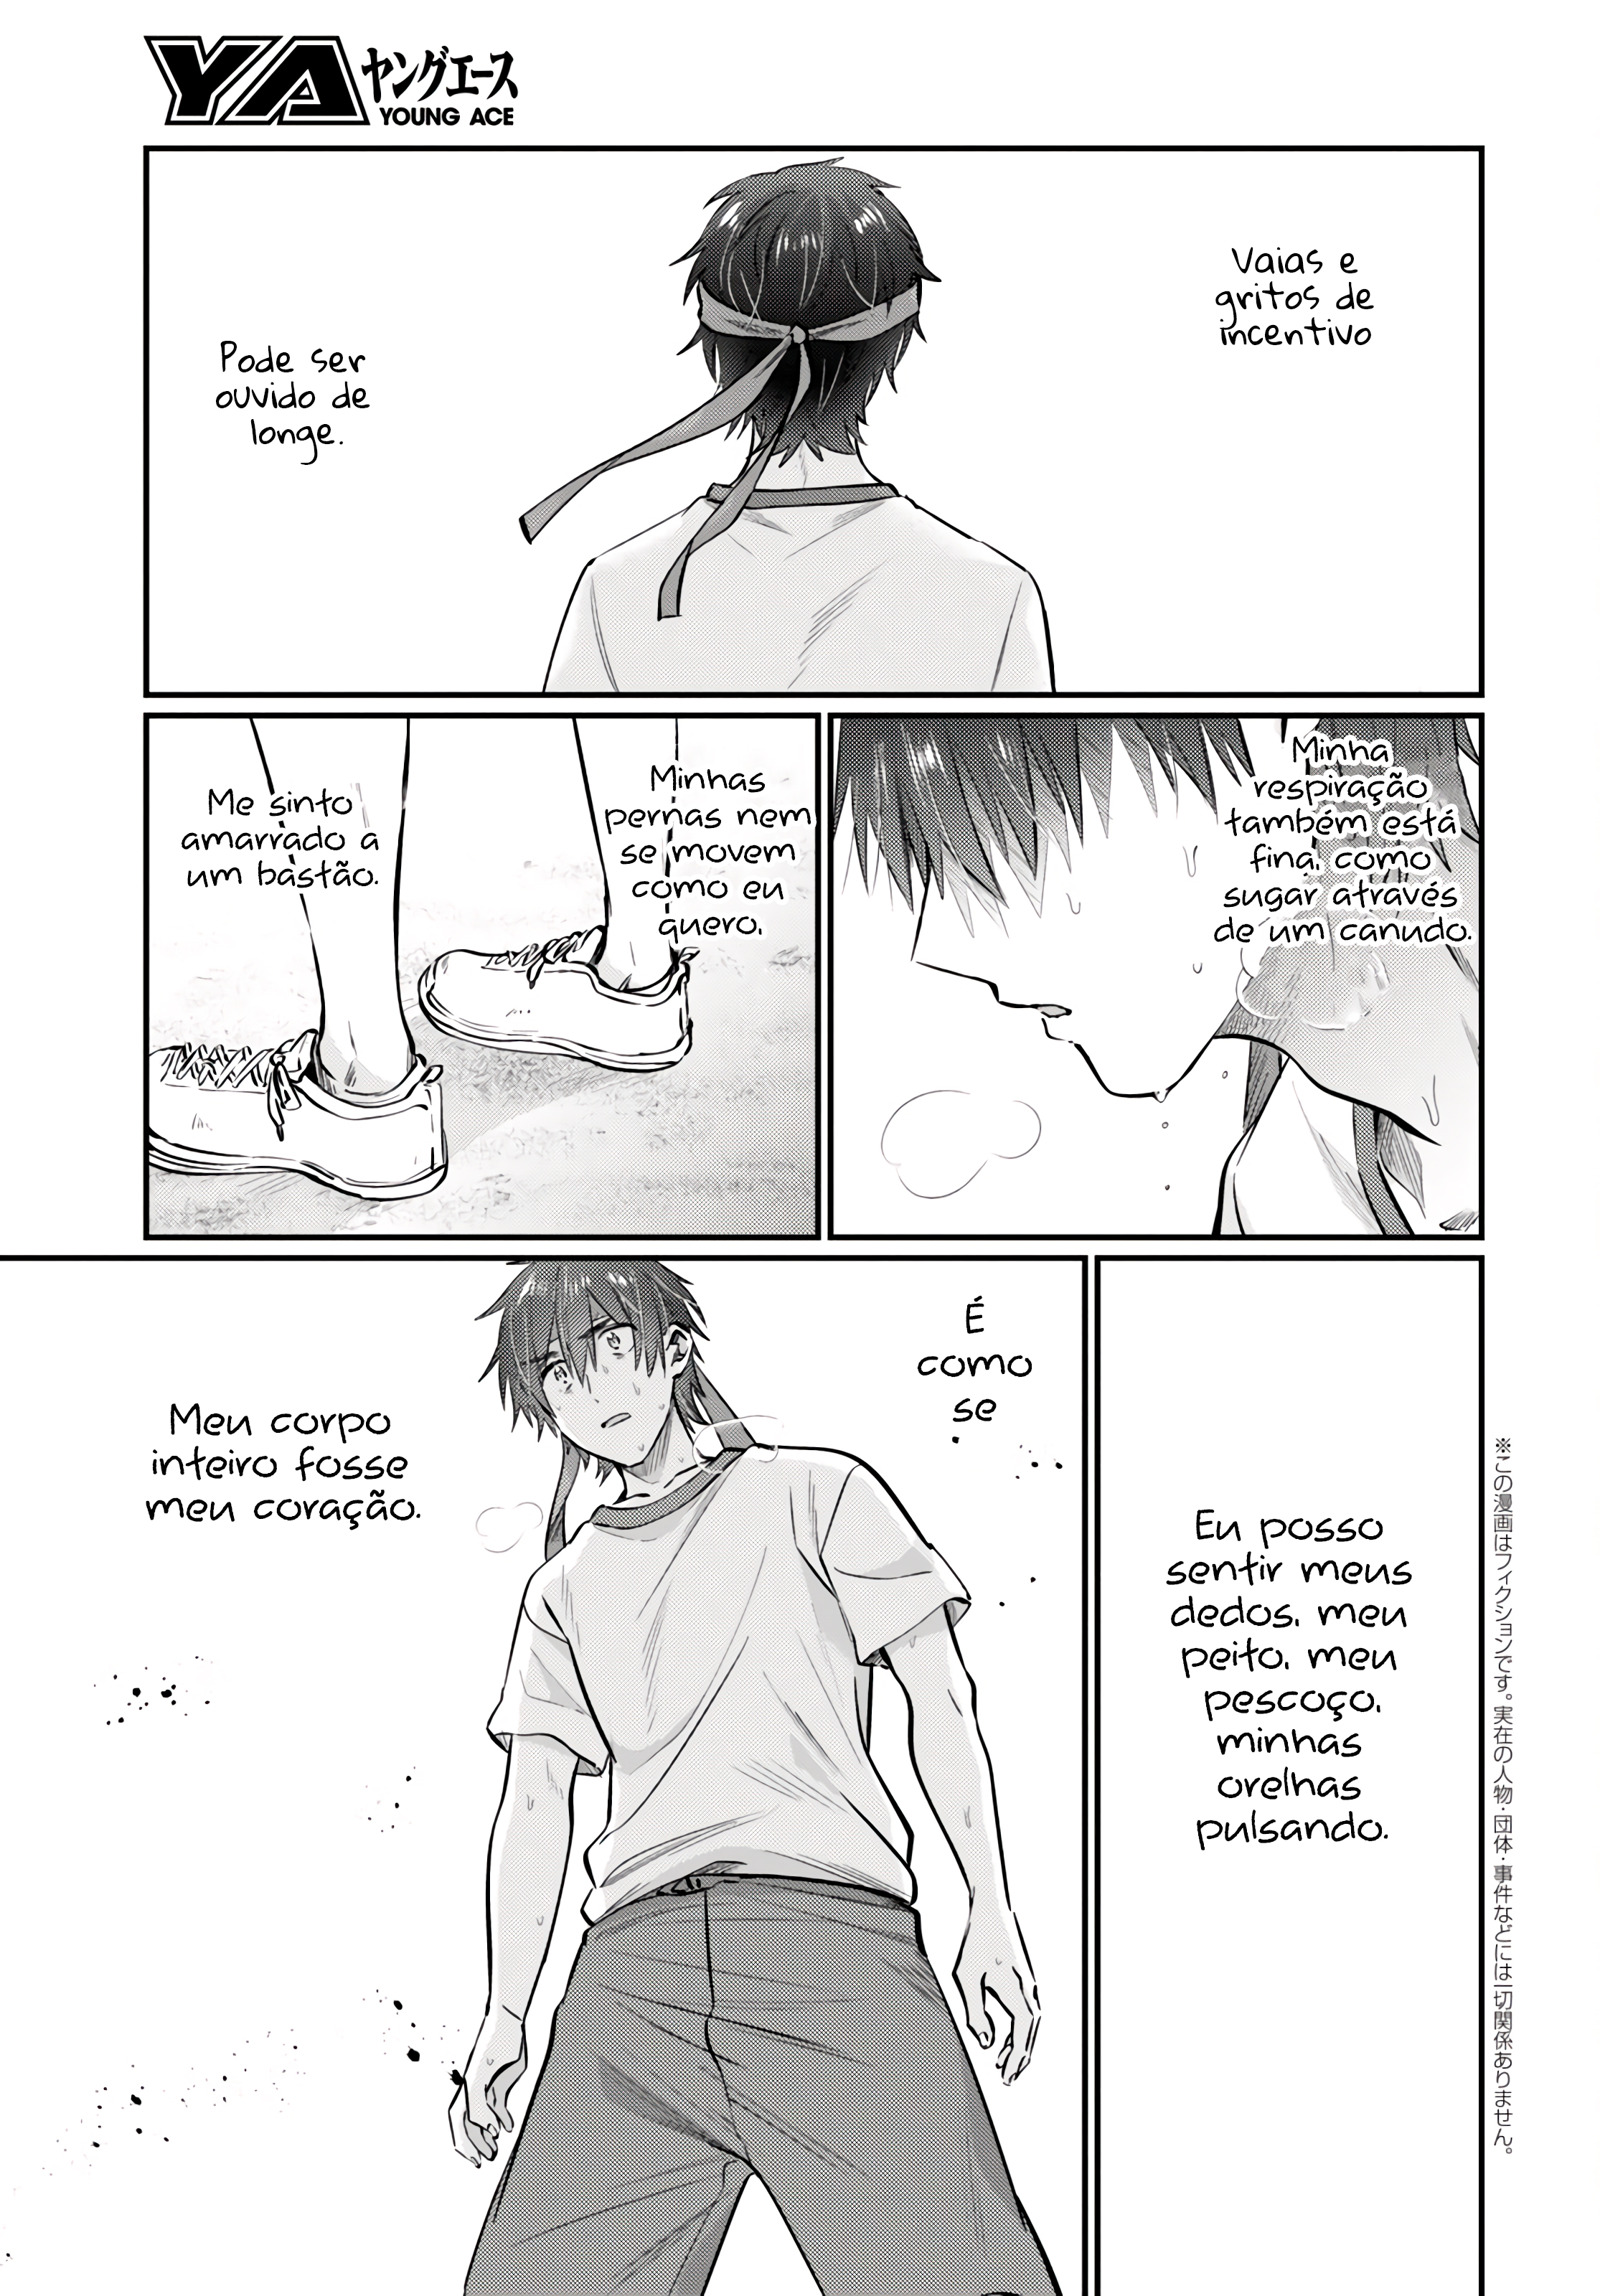 YA ヤングエース
YOUNG ACE
Vaias e
gritos de
incentivo
Pode ser
ouvido de
longe.
Minha
respiração
também está
fina, como
sugar através
de um canudo.
Minhas
pernas nem
se movem
como eu
quero,
Me sinto
amarrado a
um bastão.
Eu posso
sentir meus
dedos, meu
peito, meu
pescoço,
minhas
orelhas
pulsando.
É
como
se
Meu corpo
inteiro fosse
meu coração.
※この漫画はフィクションです。実在の人物・団体・事件などには一切関係ありません。